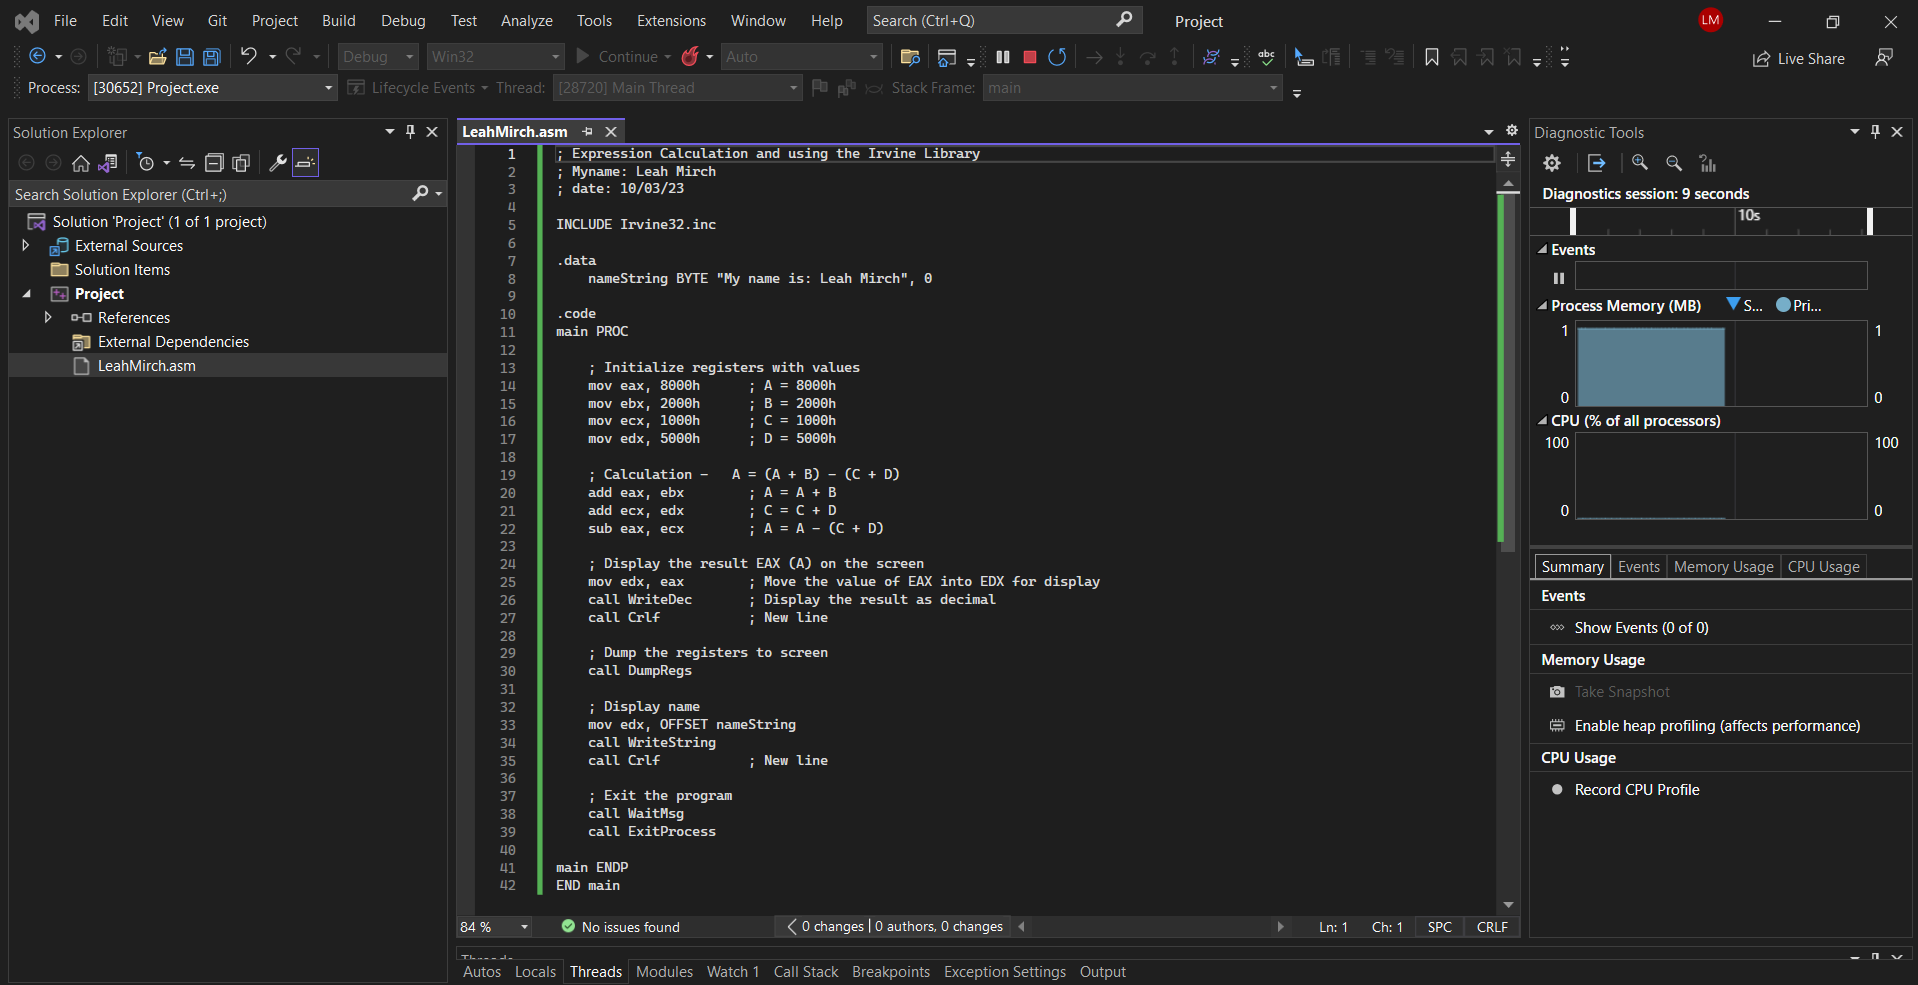 File Edit View Git Project Build Debug Test Analyze Tools Extensions Window Help Search (Ctrl+Q) Project LM
Debug Win32 Continue Auto Live Share
Process: [30652] Project.exe Lifecycle Events Thread: [28720] Main Thread Stack Frame: main
Solution Explorer
Search Solution Explorer (Ctrl+;)
Solution 'Project' (1 of 1 project)
External Sources
Solution Items
Project
References
External Dependencies
LeahMirch.asm
LeahMirch.asm
1 ; Expression Calculation and using the Irvine Library
2 ; Myname: Leah Mirch
3 ; date: 10/03/23
4
5 INCLUDE Irvine32.inc
6
7 .data
8 nameString BYTE "My name is: Leah Mirch", 0
9
10 .code
11 main PROC
12
13 ; Initialize registers with values
14 mov eax, 8000h ; A = 8000h
15 mov ebx, 2000h ; B = 2000h
16 mov ecx, 1000h ; C = 1000h
17 mov edx, 5000h ; D = 5000h
18
19 ; Calculation - A = (A + B) - (C + D)
20 add eax, ebx ; A = A + B
21 add ecx, edx ; C = C + D
22 sub eax, ecx ; A = A - (C + D)
23
24 ; Display the result EAX (A) on the screen
25 mov edx, eax ; Move the value of EAX into EDX for display
26 call WriteDec ; Display the result as decimal
27 call Crlf ; New line
28
29 ; Dump the registers to screen
30 call DumpRegs
31
32 ; Display name
33 mov edx, OFFSET nameString
34 call WriteString
35 call Crlf ; New line
36
37 ; Exit the program
38 call WaitMsg
39 call ExitProcess
40
41 main ENDP
42 END main
84 % No issues found 0 changes | 0 authors, 0 changes Ln: 1 Ch: 1 SPC CRLF
Threads
Autos Locals Threads Modules Watch 1 Call Stack Breakpoints Exception Settings Output
Diagnostic Tools
Diagnostics session: 9 seconds
10s
Events
Process Memory (MB) S... Pri...
1 1
0 0
CPU (% of all processors)
100 100
0 0
Summary Events Memory Usage CPU Usage
Events
Show Events (0 of 0)
Memory Usage
Take Snapshot
Enable heap profiling (affects performance)
CPU Usage
Record CPU Profile